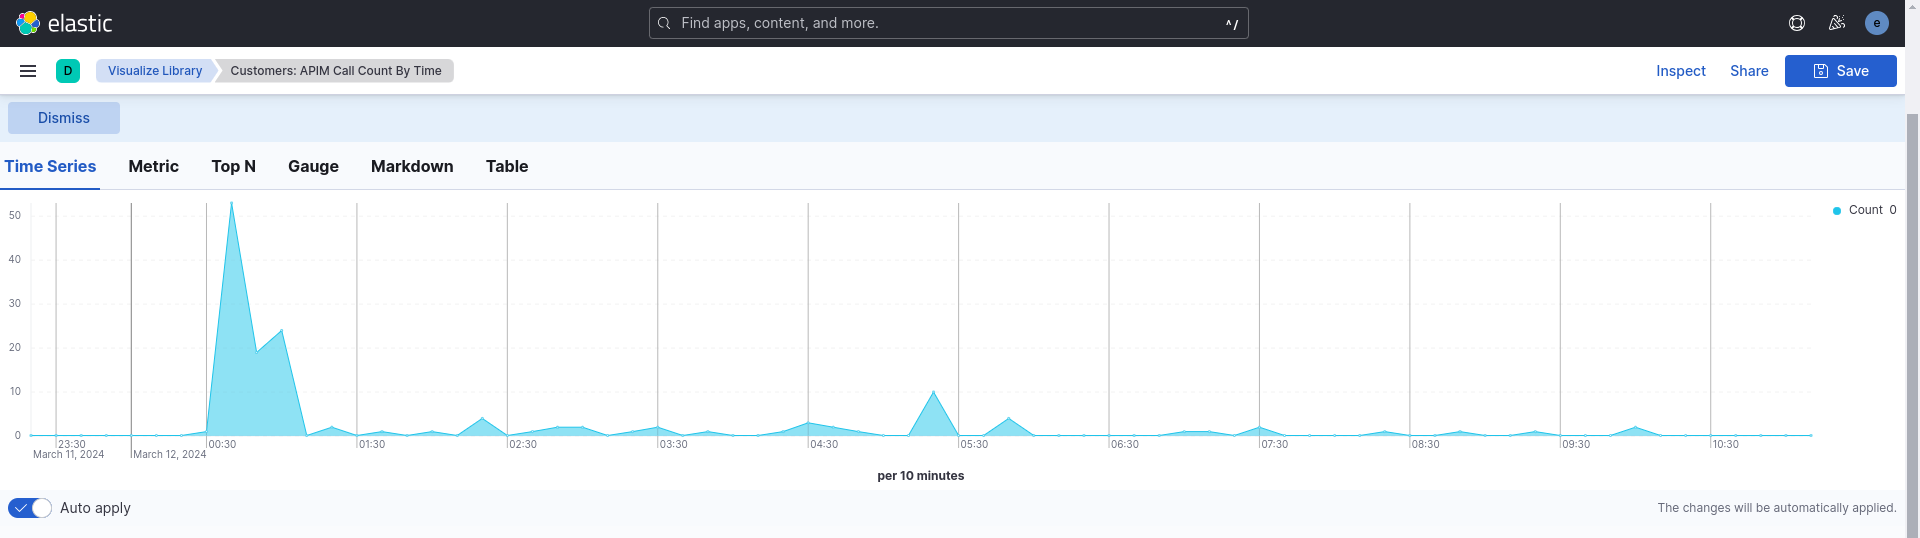 elastic
Find apps, content, and more.
^/
e
D
Visualize Library
Customers: APIM Call Count By Time
Inspect
Share
Save
Dismiss
Time Series
Metric
Top N
Gauge
Markdown
Table
50
40
30
20
10
0
Count 0
23:30
00:30
01:30
02:30
03:30
04:30
05:30
06:30
07:30
08:30
09:30
10:30
March 11, 2024
March 12, 2024
per 10 minutes
Auto apply
The changes will be automatically applied.